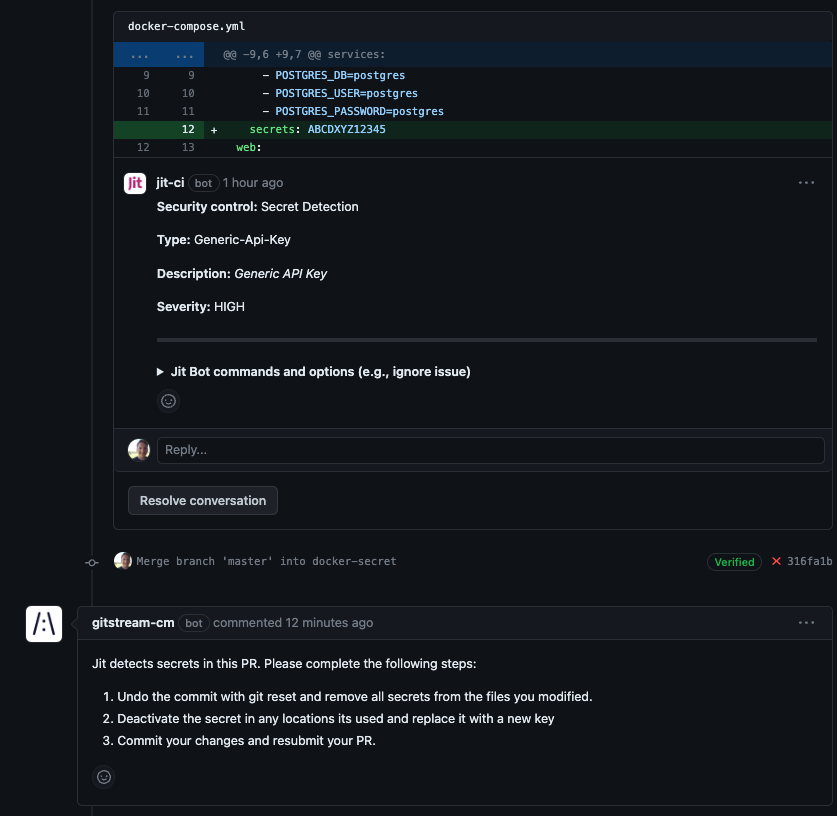 docker-compose.yml
... ... @@ -9,6 +9,7 @@ services:
9 9 - POSTGRES_DB=postgres
10 10 - POSTGRES_USER=postgres
11 11 - POSTGRES_PASSWORD=postgres
12 + secrets: ABCDXYZ12345
12 13 web:
Jit jit-ci bot 1 hour ago ...
Security control: Secret Detection
Type: Generic-Api-Key
Description: Generic API Key
Severity: HIGH
Jit Bot commands and options (e.g., ignore issue)
Reply...
Resolve conversation
Merge branch 'master' into docker-secret Verified 316fa1b
/:\ gitstream-cm bot commented 12 minutes ago ...
Jit detects secrets in this PR. Please complete the following steps:
1. Undo the commit with git reset and remove all secrets from the files you modified.
2. Deactivate the secret in any locations its used and replace it with a new key
3. Commit your changes and resubmit your PR.